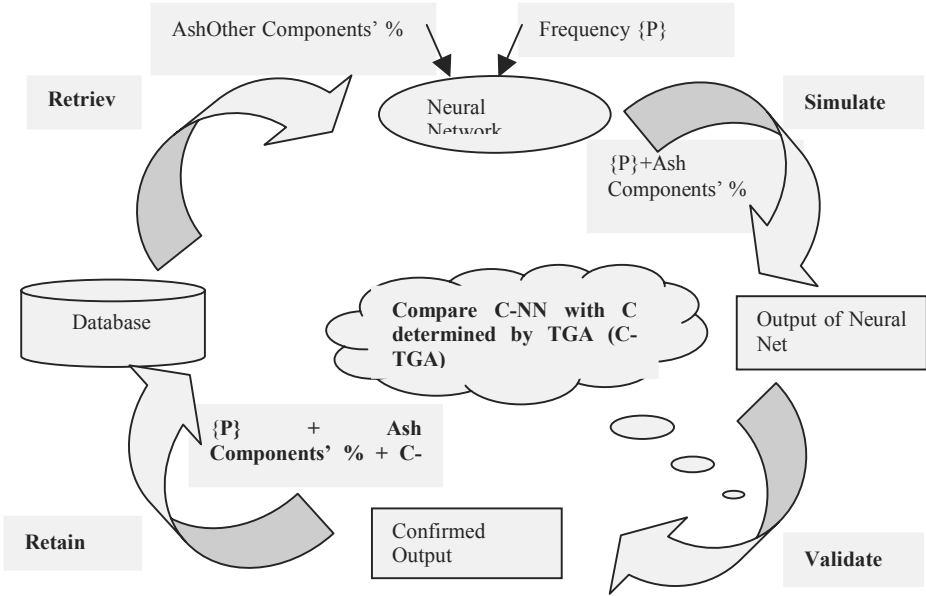 AshOther Components’ %
Frequency {P}
Retriev
Neural
Network
Simulate
{P}+Ash
Components’ %
Database
Compare C-NN with C
determined by TGA (C-
TGA)
Output of Neural
Net
{P} + Ash
Components’ % + C-
Retain
Confirmed
Output
Validate